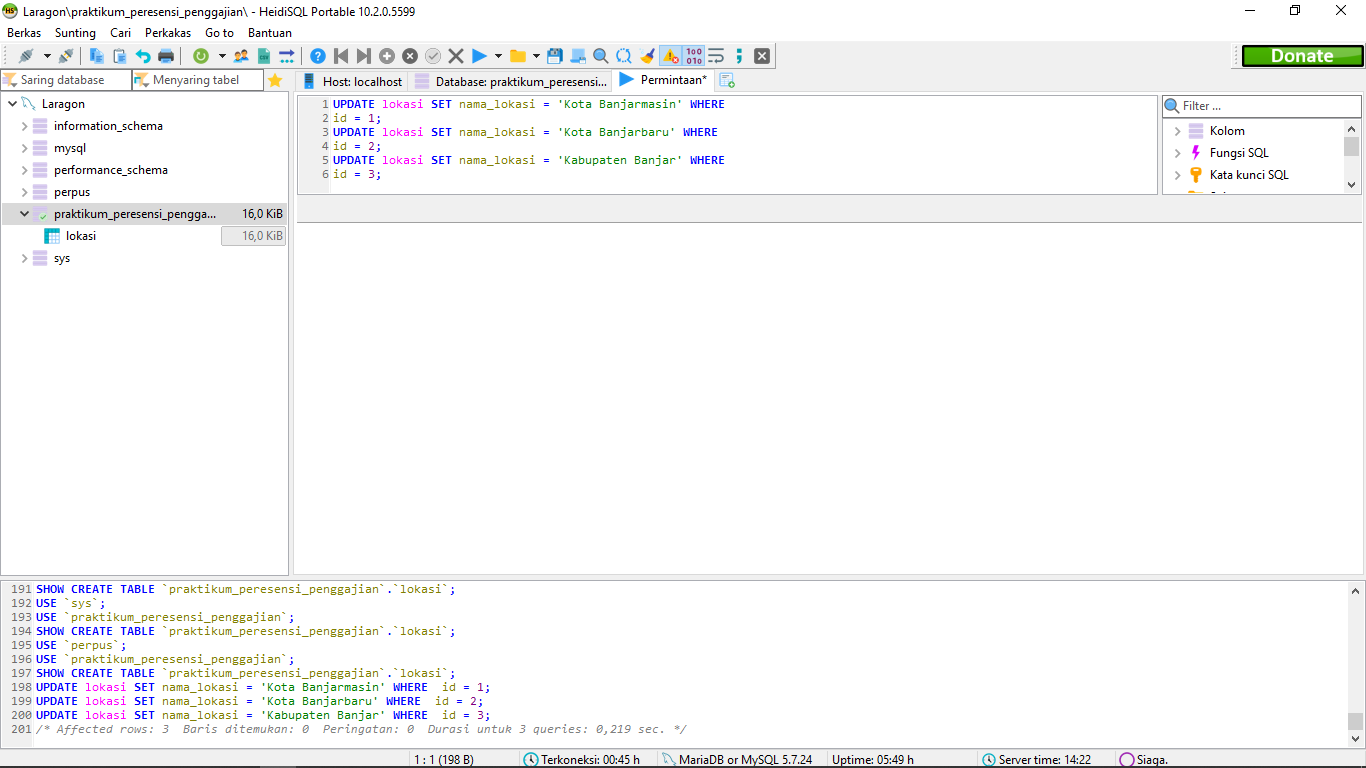 HS Laragon\praktikum_peresensi_penggajian\ - HeidiSQL Portable 10.2.0.5599
Berkas Sunting Cari Perkakas Go to Bantuan
Donate
Saring database Menyaring tabel
Host: localhost Database: praktikum_peresensi... Permintaan*
Laragon
information_schema
mysql
performance_schema
perpus
praktikum_peresensi_pengga... 16,0 KiB
lokasi 16,0 KiB
sys
1 UPDATE lokasi SET nama_lokasi = 'Kota Banjarmasin' WHERE
2 id = 1;
3 UPDATE lokasi SET nama_lokasi = 'Kota Banjarbaru' WHERE
4 id = 2;
5 UPDATE lokasi SET nama_lokasi = 'Kabupaten Banjar' WHERE
6 id = 3;
Filter ...
Kolom
Fungsi SQL
Kata kunci SQL
191 SHOW CREATE TABLE `praktikum_peresensi_penggajian`.`lokasi`;
192 USE `sys`;
193 USE `praktikum_peresensi_penggajian`;
194 SHOW CREATE TABLE `praktikum_peresensi_penggajian`.`lokasi`;
195 USE `perpus`;
196 USE `praktikum_peresensi_penggajian`;
197 SHOW CREATE TABLE `praktikum_peresensi_penggajian`.`lokasi`;
198 UPDATE lokasi SET nama_lokasi = 'Kota Banjarmasin' WHERE  id = 1;
199 UPDATE lokasi SET nama_lokasi = 'Kota Banjarbaru' WHERE  id = 2;
200 UPDATE lokasi SET nama_lokasi = 'Kabupaten Banjar' WHERE  id = 3;
201 /* Affected rows: 3  Baris ditemukan: 0  Peringatan: 0  Durasi untuk 3 queries: 0,219 sec. */
1 : 1 (198 B) Terkoneksi: 00:45 h MariaDB or MySQL 5.7.24 Uptime: 05:49 h Server time: 14:22 Siaga.